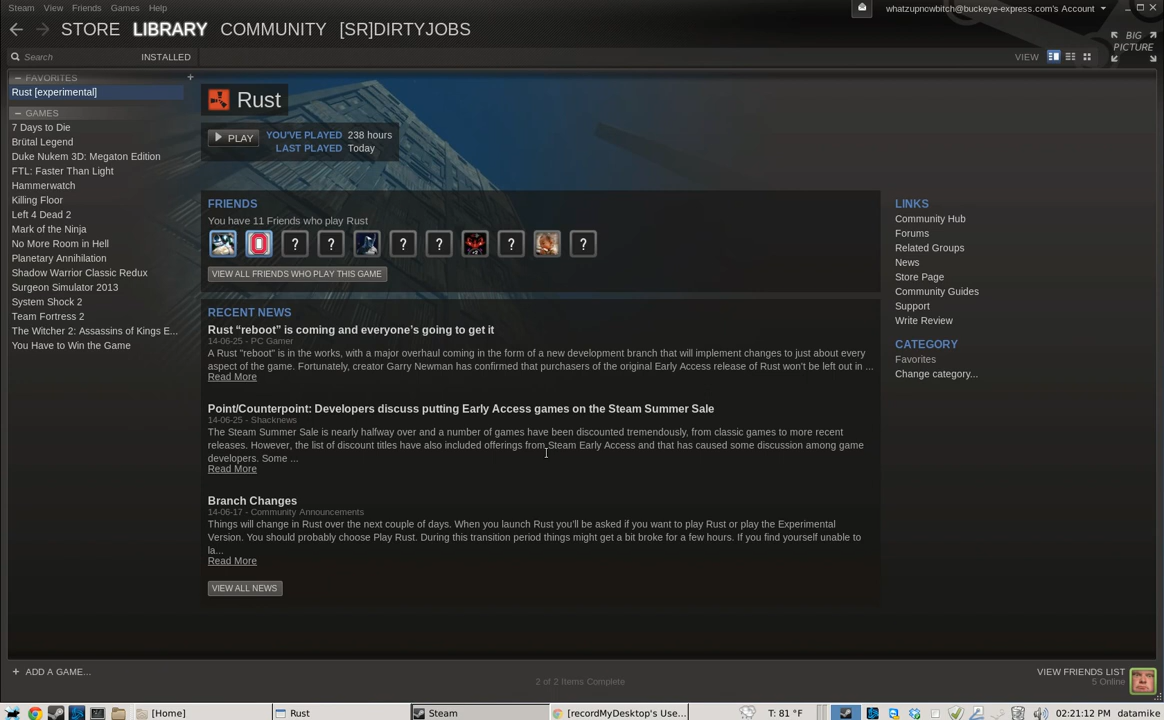 Steam View Friends Games Help
whatzupncwbitch@buckeye-express.com's Account
STORE LIBRARY COMMUNITY [SR]DIRTYJOBS
BIG PICTURE
Search INSTALLED
VIEW
FAVORITES
Rust [experimental]
GAMES
7 Days to Die
Brütal Legend
Duke Nukem 3D: Megaton Edition
FTL: Faster Than Light
Hammerwatch
Killing Floor
Left 4 Dead 2
Mark of the Ninja
No More Room in Hell
Planetary Annihilation
Shadow Warrior Classic Redux
Surgeon Simulator 2013
System Shock 2
Team Fortress 2
The Witcher 2: Assassins of Kings E...
You Have to Win the Game
Rust
PLAY
YOU'VE PLAYED 238 hours
LAST PLAYED Today
FRIENDS
You have 11 Friends who play Rust
? ? ? ? ? ?
VIEW ALL FRIENDS WHO PLAY THIS GAME
RECENT NEWS
Rust “reboot” is coming and everyone’s going to get it
14-06-25 - PC Gamer
A Rust "reboot" is in the works, with a major overhaul coming in the form of a new development branch that will implement changes to just about every
aspect of the game. Fortunately, creator Garry Newman has confirmed that purchasers of the original Early Access release of Rust won't be left out in ...
Read More
Point/Counterpoint: Developers discuss putting Early Access games on the Steam Summer Sale
14-06-25 - Shacknews
The Steam Summer Sale is nearly halfway over and a number of games have been discounted tremendously, from classic games to more recent
releases. However, the list of discount titles have also included offerings from Steam Early Access and that has caused some discussion among game
developers. Some ...
Read More
Branch Changes
14-06-17 - Community Announcements
Things will change in Rust over the next couple of days. When you launch Rust you'll be asked if you want to play Rust or play the Experimental
Version. You should probably choose Play Rust. During this transition period things might get a bit broke for a few hours. If you find yourself unable to
la...
Read More
VIEW ALL NEWS
LINKS
Community Hub
Forums
Related Groups
News
Store Page
Community Guides
Support
Write Review
CATEGORY
Favorites
Change category...
+ ADD A GAME...
2 of 2 Items Complete
VIEW FRIENDS LIST
5 Online
[Home] Rust Steam [recordMyDesktop's Use... T: 81 °F 02:21:12 PM datamike